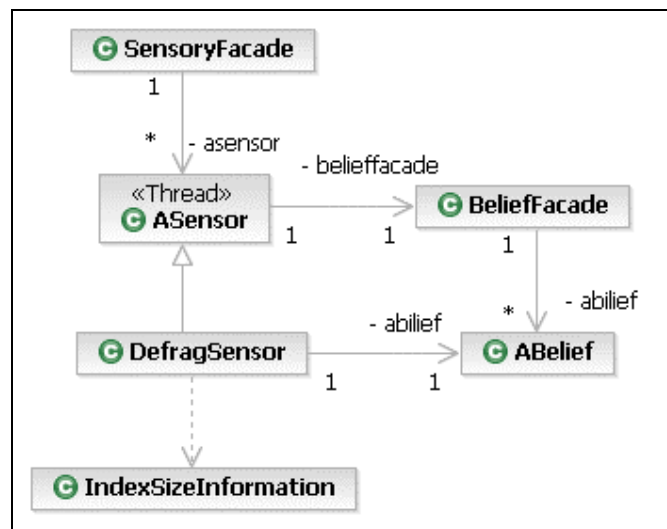 C SensoryFacade
1
* - asensor
- belieffacade
«Thread»
C ASensor
C BeliefFacade
1 1 1
- abilief
- abilief *
C DefragSensor
C ABelief
1 1
C IndexSizeInformation